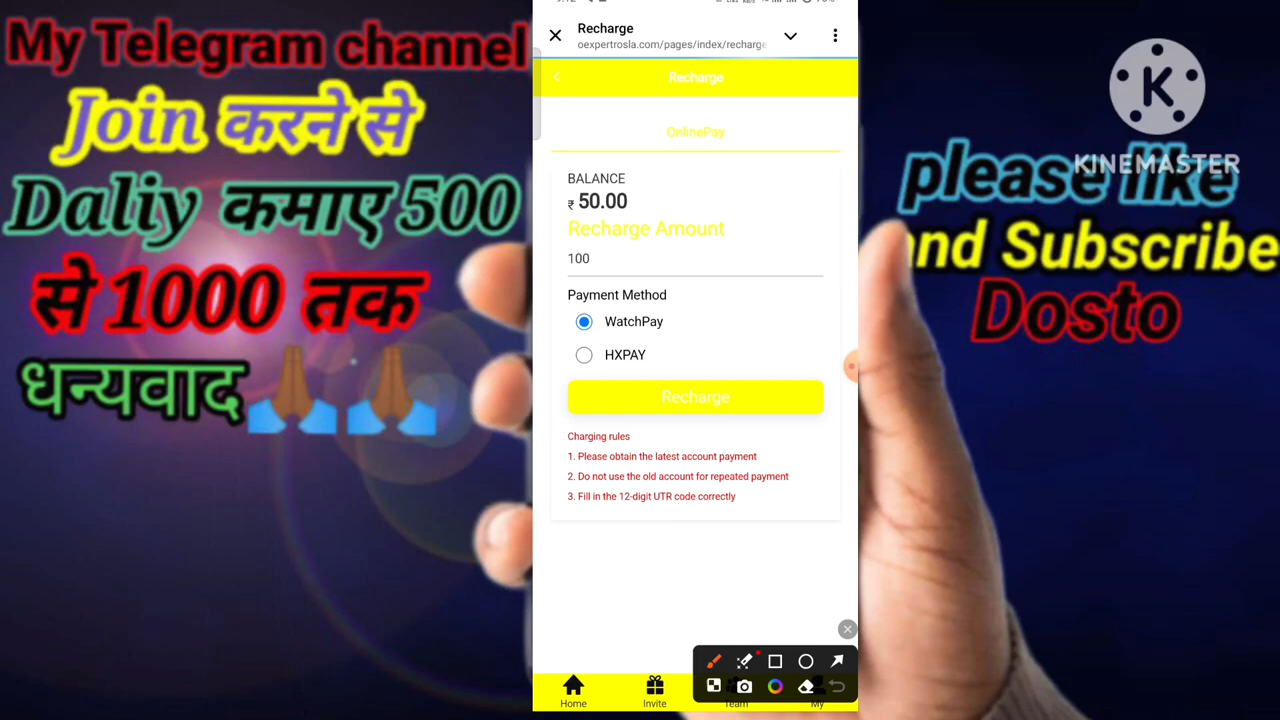 My Telegram channel
Join करने से
Daliy कमाए 500
से 1000 तक
धन्यवाद
Recharge
oexpertrosla.com/pages/index/recharge
Recharge
OnlinePay
BALANCE
₹ 50.00
Recharge Amount
100
Payment Method
WatchPay
HXPAY
Recharge
Charging rules
1. Please obtain the latest account payment
2. Do not use the old account for repeated payment
3. Fill in the 12-digit UTR code correctly
Home
Invite
Team
My
K
KINEMASTER
please like
and Subscribe
Dosto